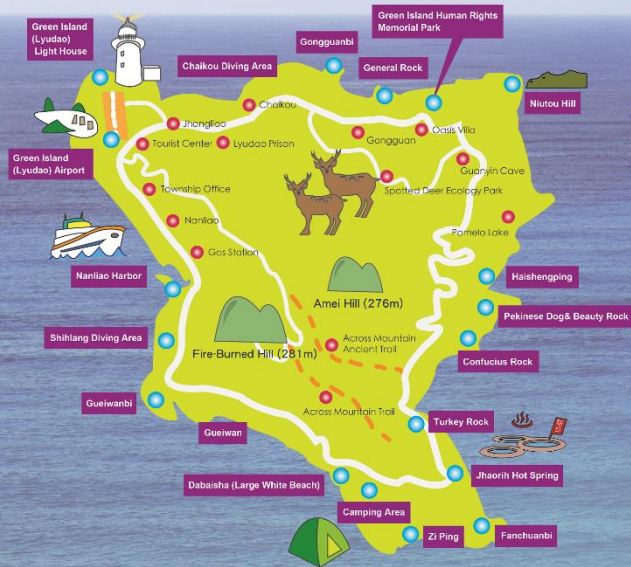 Green Island
(Lyudao)
Light House
Gongguanbi
Green Island Human Rights
Memorial Park
Chaikou Diving Area
General Rock
Niutou Hill
Chaikou
Jhongliao
Oasis Villa
Gongguan
Tourist Center
Lyudao Prison
Green Island
(Lyudao) Airport
Guanyin Cave
Spotted Deer Ecology Park
Township Office
Nanliao
Pomelo Lake
Gas Station
Nanliao Harbor
Haishengping
Amei Hill (276m)
Pekinese Dog& Beauty Rock
Shihlang Diving Area
Across Mountain
Ancient Trail
Fire-Burned Hill (281m)
Confucius Rock
Gueiwanbi
Across Mountain Trail
Turkey Rock
Gueiwan
Jhaorih Hot Spring
Dabaisha (Large White Beach)
Camping Area
Zi Ping
Fanchuanbi